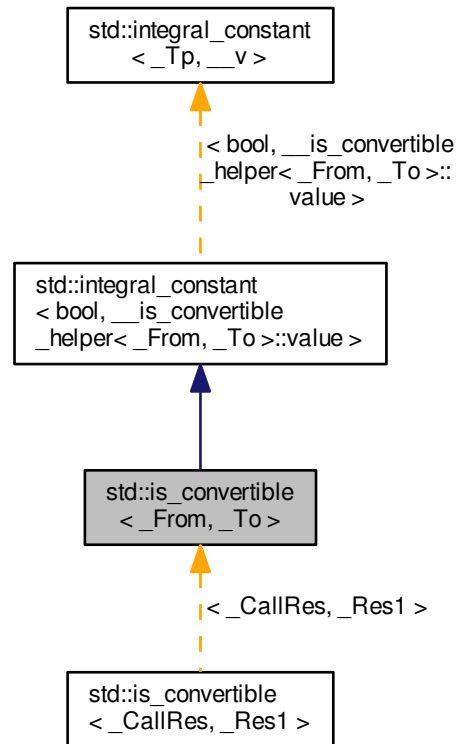 std::integral_constant
< _Tp, __v >
< bool, __is_convertible
_helper< _From, _To >::
value >
std::integral_constant
< bool, __is_convertible
_helper< _From, _To >::value >
std::is_convertible
< _From, _To >
< _CallRes, _Res1 >
std::is_convertible
< _CallRes, _Res1 >